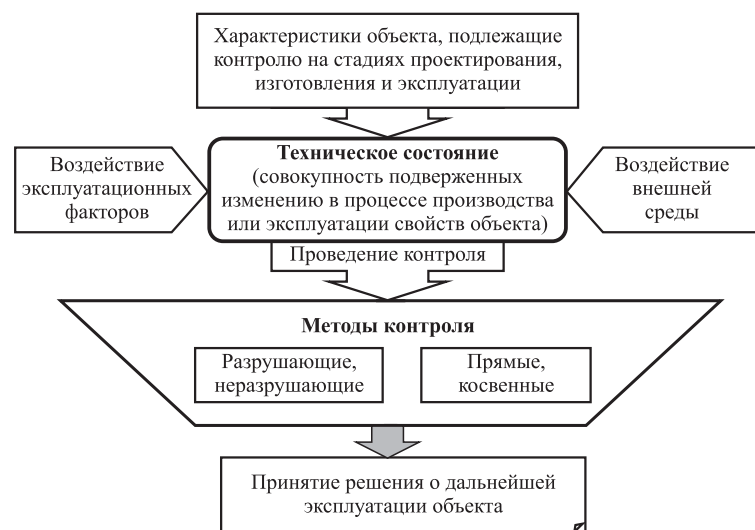 Характеристики объекта, подлежащие
контролю на стадиях проектирования,
изготовления и эксплуатации
Воздействие
эксплуатационных
факторов
Техническое состояние
(совокупность подверженных
изменению в процессе производства
или эксплуатации свойств объекта)
Воздействие
внешней
среды
Проведение контроля
Методы контроля
Разрушающие,
неразрушающие
Прямые,
косвенные
Принятие решения о дальнейшей
эксплуатации объекта